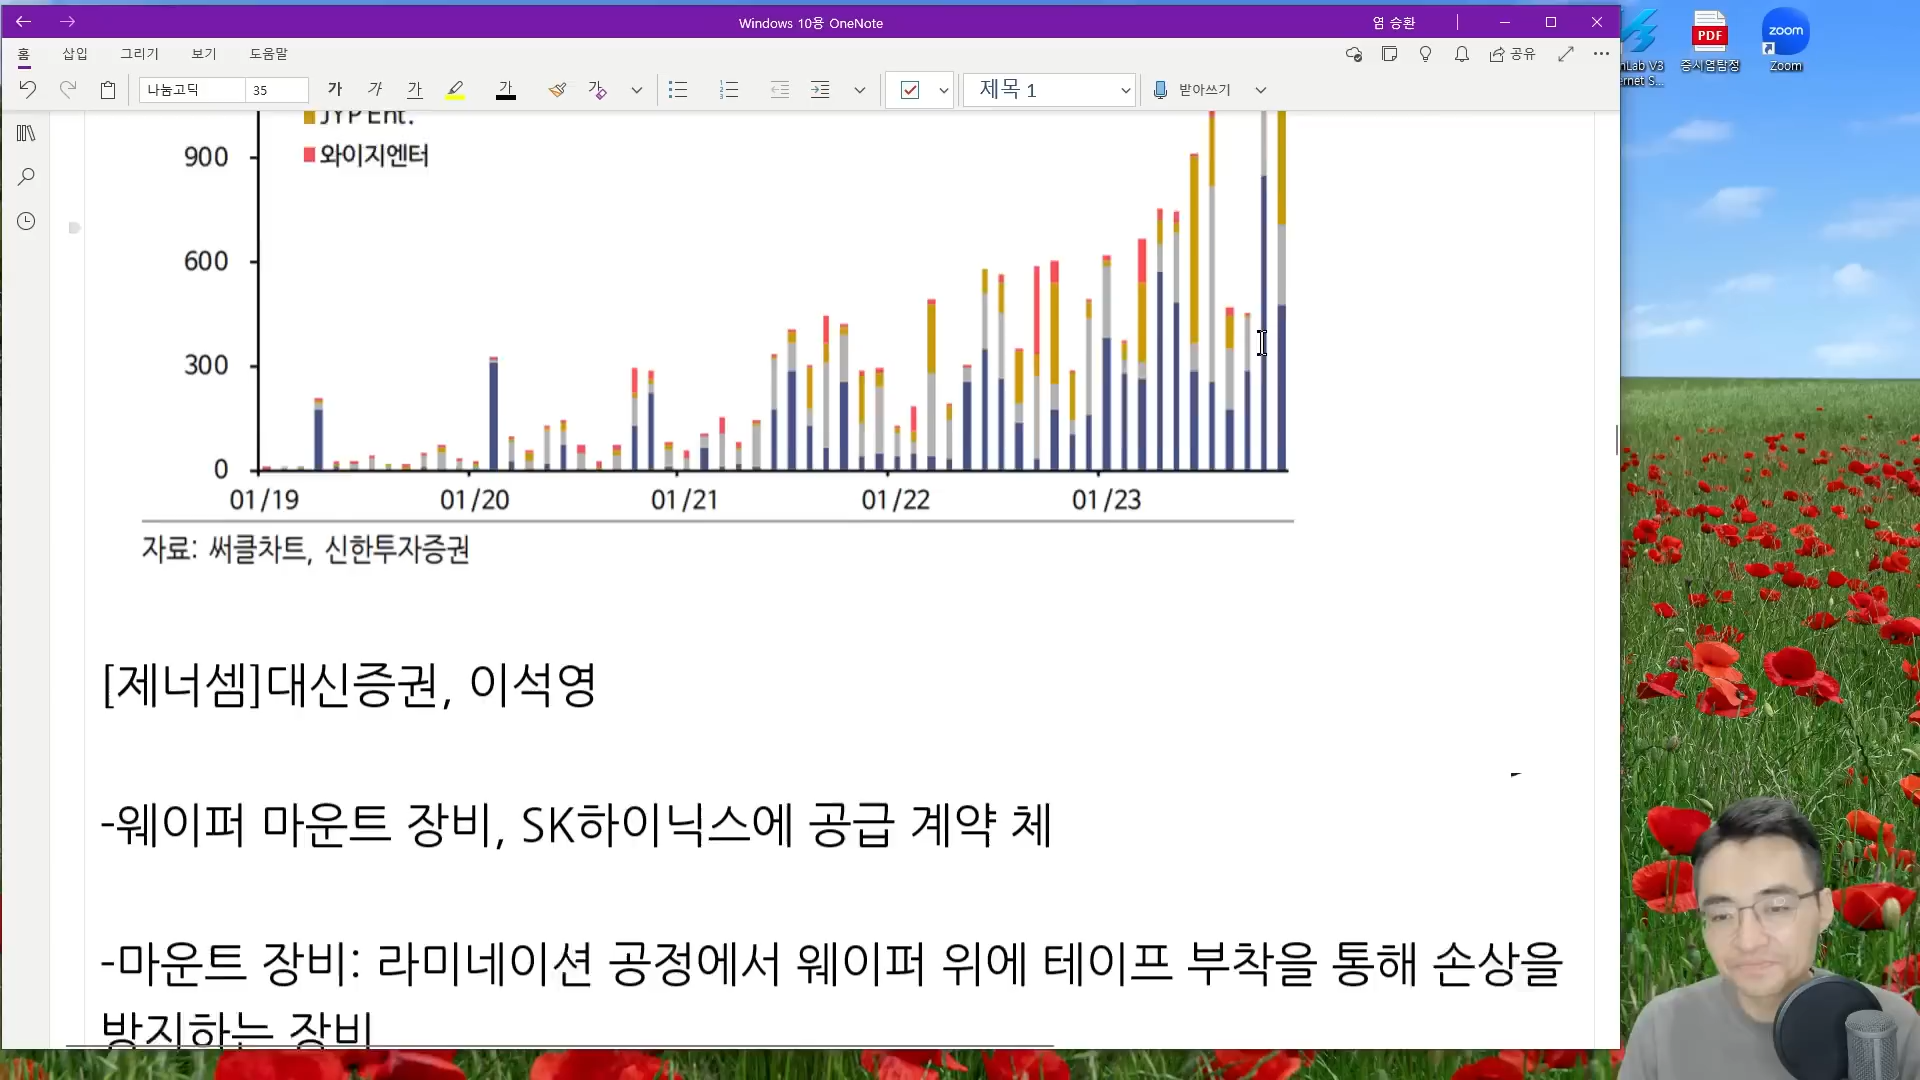 Windows 10용 OneNote
염 승환
홈 삽입 그리기 보기 도움말
공유
나눔고딕 35 가 가 가 가 제목 1 받아쓰기
PDF
zoom
증시염탐정
Zoom
JYP Ent.
와이지엔터
900
600
300
0
01/19 01/20 01/21 01/22 01/23
자료: 써클차트, 신한투자증권
[제너셈]대신증권, 이석영
-웨이퍼 마운트 장비, SK하이닉스에 공급 계약 체
-마운트 장비: 라미네이션 공정에서 웨이퍼 위에 테이프 부착을 통해 손상을
방지하는 장비